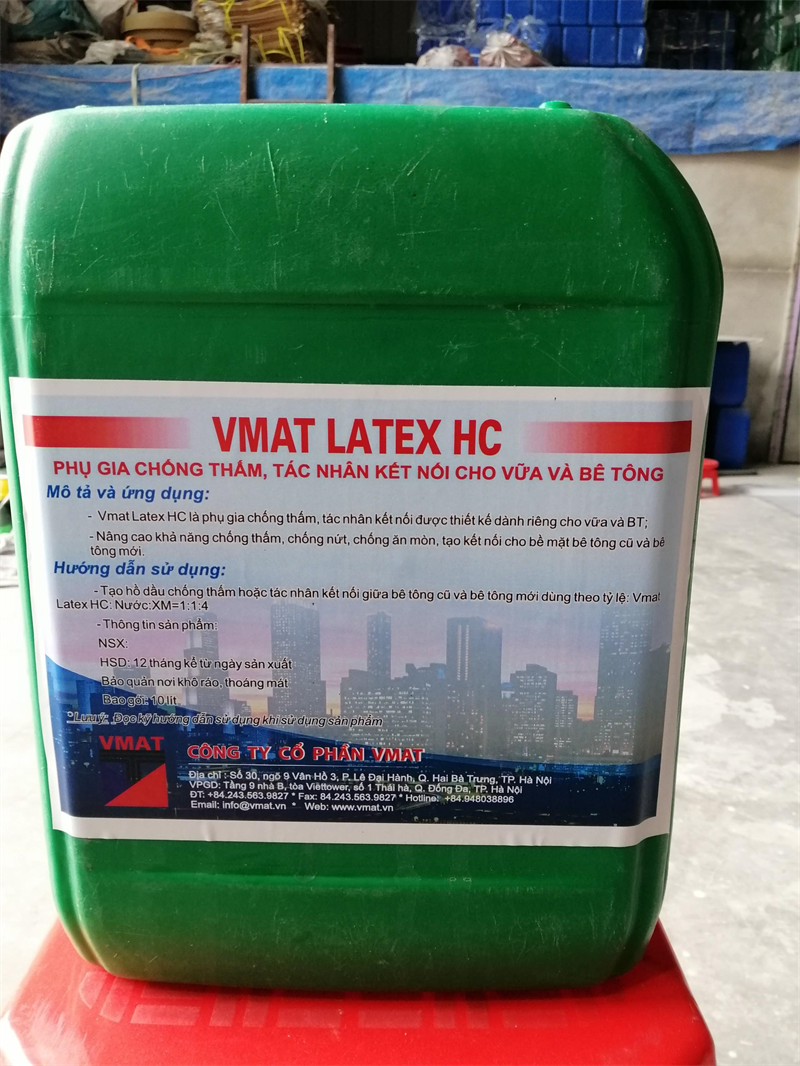 VMAT LATEX HC
PHỤ GIA CHỐNG THẤM, TÁC NHÂN KẾT NỐI CHO VỮA VÀ BÊ TÔNG
Mô tả và ứng dụng:
- Vmat Latex HC là phụ gia chống thấm, tác nhân kết nối được thiết kế dành riêng cho vữa và BT;
- Nâng cao khả năng chống thấm, chống nứt, chống ăn mòn, tạo kết nối cho bề mặt bê tông cũ và bê
tông mới.
Hướng dẫn sử dụng:
- Tạo hồ dầu chống thấm hoặc tác nhân kết nối giữa bê tông cũ và bê tông mới dùng theo tỷ lệ: Vmat
Latex HC: Nước:XM=1:1:4
- Thông tin sản phẩm:
NSX:
HSD: 12 tháng kể từ ngày sản xuất
Bảo quản nơi khô ráo, thoáng mát
Bao gói: 10 lít
* Lưu ý: Đọc kỹ hướng dẫn sử dụng khi sử dụng sản phẩm
VMAT
CÔNG TY CỔ PHẦN VMAT
Địa chỉ : Số 30, ngõ 9 Vân Hồ 3, P. Lê Đại Hành, Q. Hai Bà Trưng, TP. Hà Nội
VPGD: Tầng 9 nhà B, tòa Viettower, số 1 Thái hà, Q. Đống Đa, TP. Hà Nội
ĐT: +84.243.563.9827 * Fax: 84.243.563.9827 * Hotline: +84.948038896
Email: info@vmat.vn * Web: www.vmat.vn